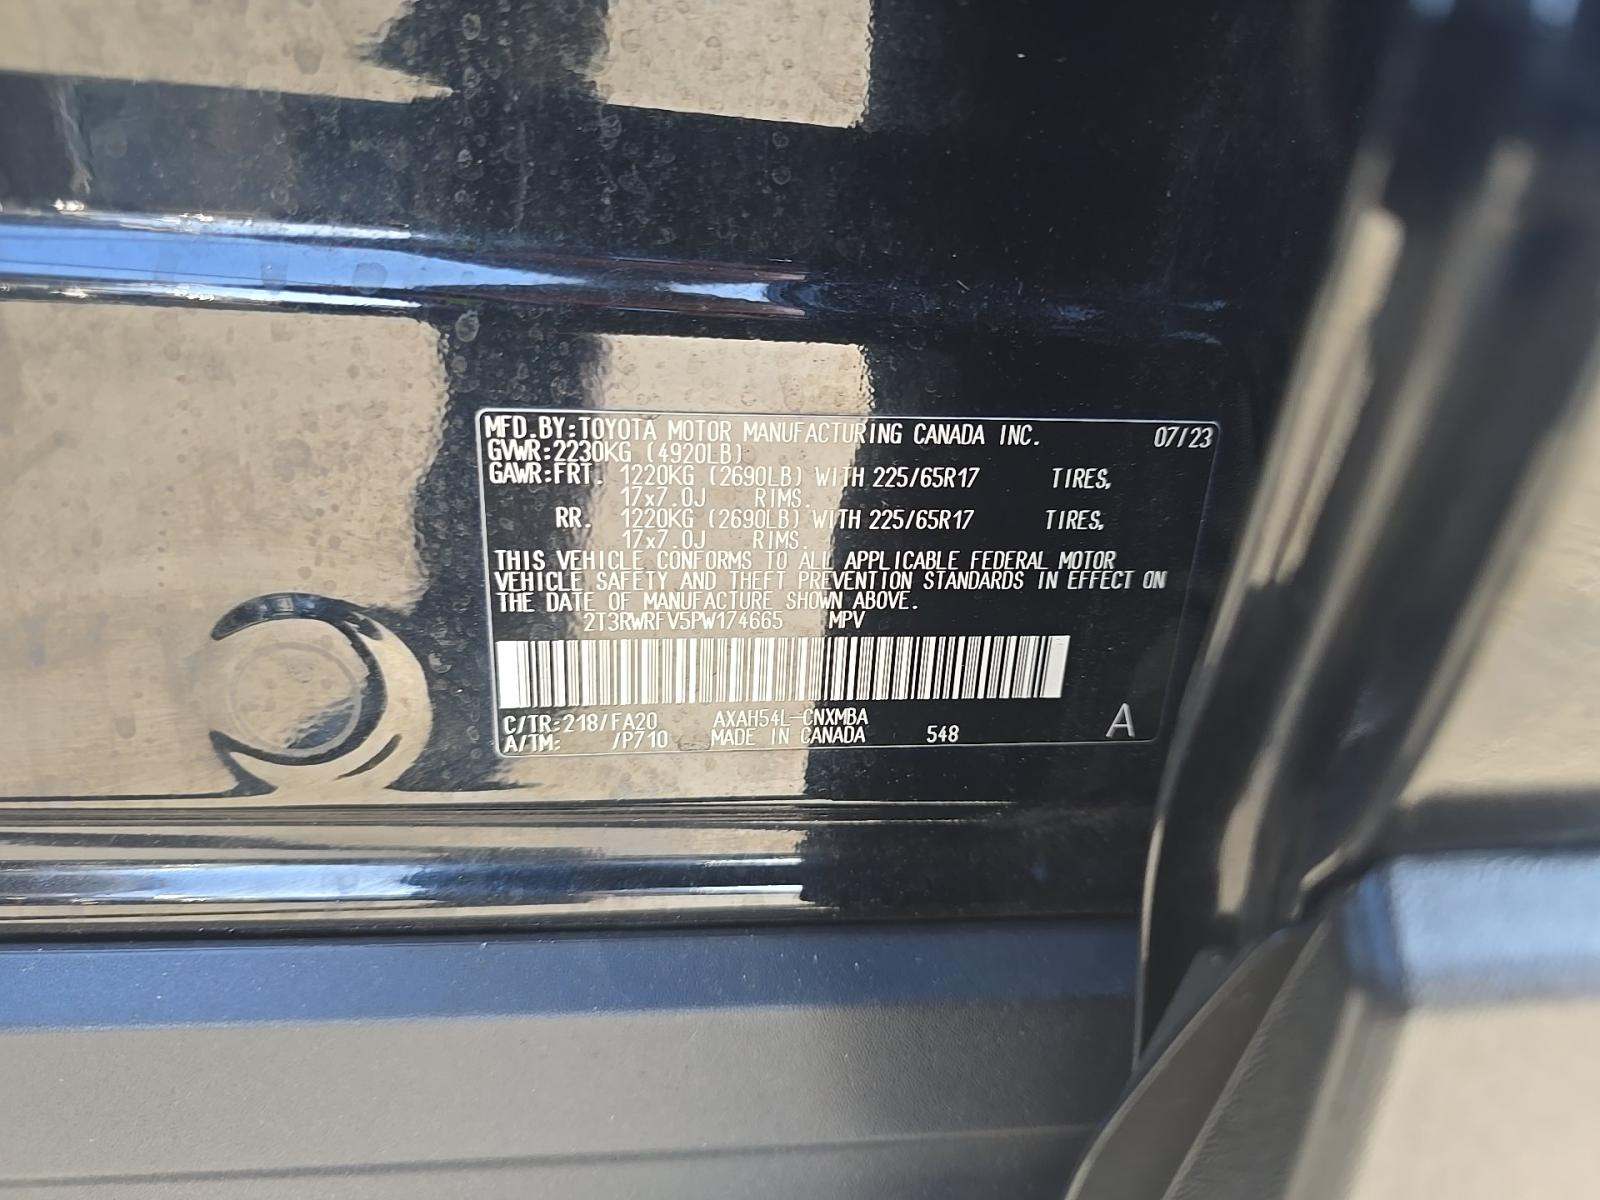 MFD.BY:TOYOTA MOTOR MANUFACTURING CANADA INC. 07/23
GVWR:2230KG (4920LB)
GAWR:FRT. 1220KG (2690LB) WITH 225/65R17 TIRES,
17x7.0J RIMS.
RR. 1220KG (2690LB) WITH 225/65R17 TIRES,
17x7.0J RIMS.
THIS VEHICLE CONFORMS TO ALL APPLICABLE FEDERAL MOTOR
VEHICLE SAFETY AND THEFT PREVENTION STANDARDS IN EFFECT ON
THE DATE OF MANUFACTURE SHOWN ABOVE.
2T3RWRFV5PW174665 MPV
C/TR:218/FA20 AXAH54L-CNXMBA
A/TM: /P710 MADE IN CANADA 548 A